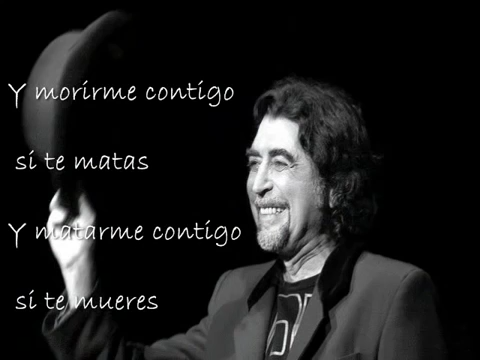 Y morirme contigo
si te matas
Y matarme contigo
si te mueres